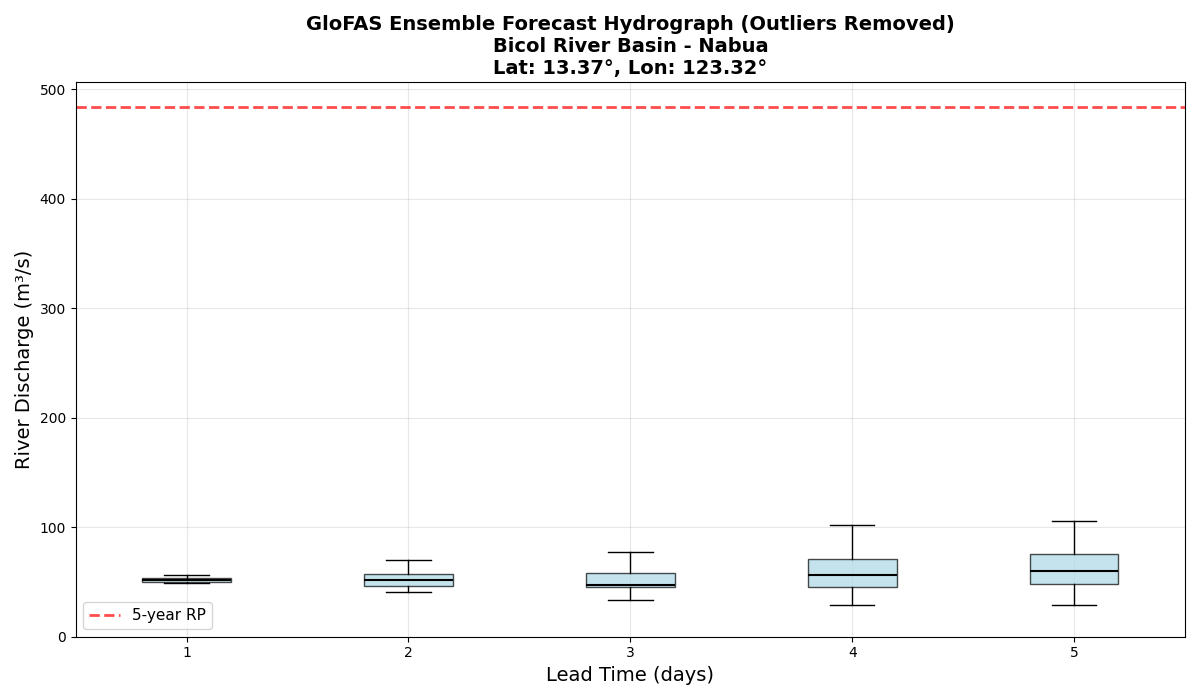 GloFAS Ensemble Forecast Hydrograph (Outliers Removed)
Bicol River Basin - Nabua
Lat: 13.37°, Lon: 123.32°
River Discharge (m³/s)
500
400
300
200
100
0
5-year RP
1
2
3
4
5
Lead Time (days)